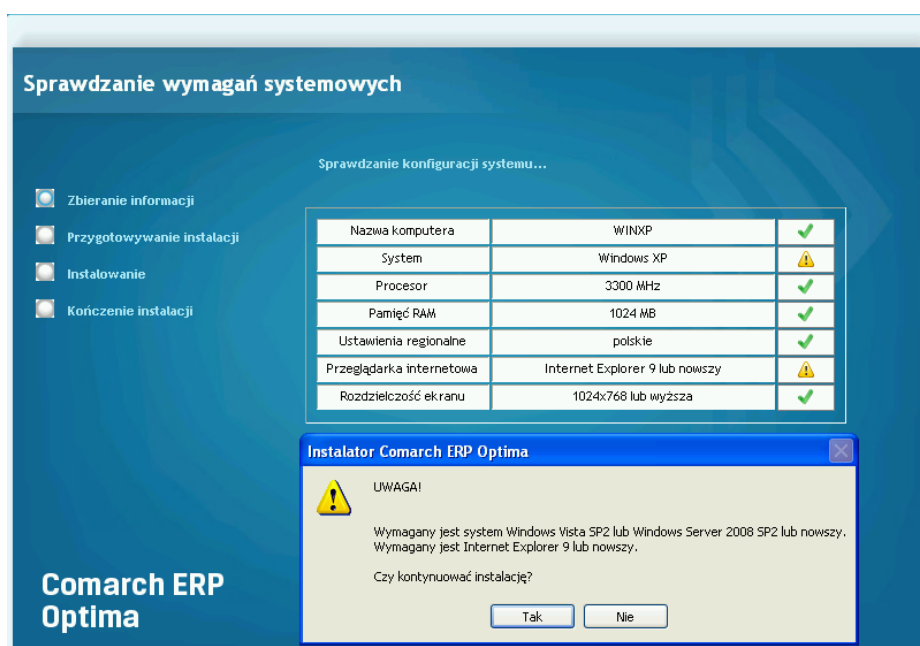 Sprawdzanie wymagań systemowych
Sprawdzanie konfiguracji systemu...
Zbieranie informacji
Przygotowywanie instalacji
Instalowanie
Kończenie instalacji
Nazwa komputera WINXP
System Windows XP
Procesor 3300 MHz
Pamięć RAM 1024 MB
Ustawienia regionalne polskie
Przeglądarka internetowa Internet Explorer 9 lub nowszy
Rozdzielczość ekranu 1024x768 lub wyższa
Instalator Comarch ERP Optima
UWAGA!
Wymagany jest system Windows Vista SP2 lub Windows Server 2008 SP2 lub nowszy.
Wymagany jest Internet Explorer 9 lub nowszy.
Czy kontynuować instalację?
Tak Nie
Comarch ERP
Optima